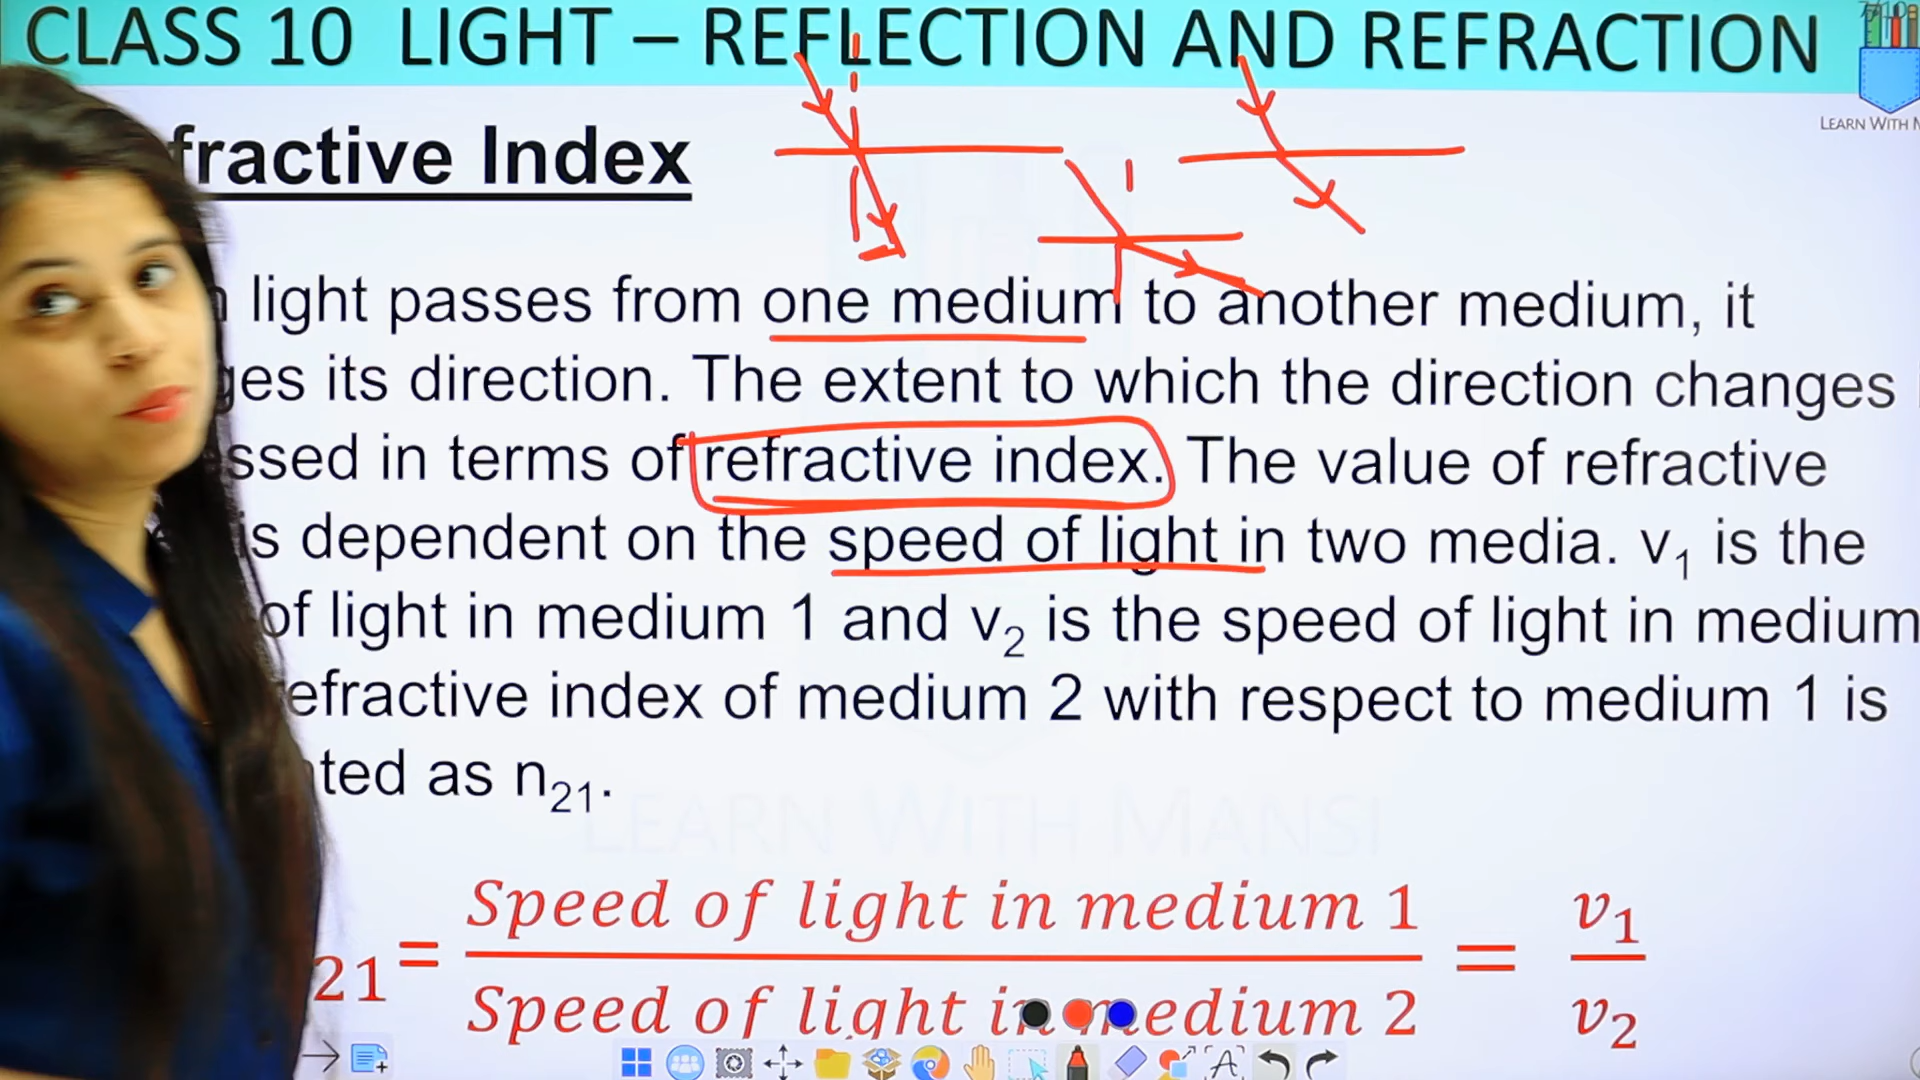 CLASS 10 LIGHT – REFLECTION AND REFRACTION
LEARN WITH M
fractive Index
light passes from one medium to another medium, it
ges its direction. The extent to which the direction changes
ssed in terms of refractive index. The value of refractive
is dependent on the speed of light in two media. v₁ is the
of light in medium 1 and v₂ is the speed of light in medium
efractive index of medium 2 with respect to medium 1 is
ted as n₂₁.
LEARN WITH MANSI
₂₁ = Speed of light in medium 1 / Speed of light in medium 2 = v₁ / v₂